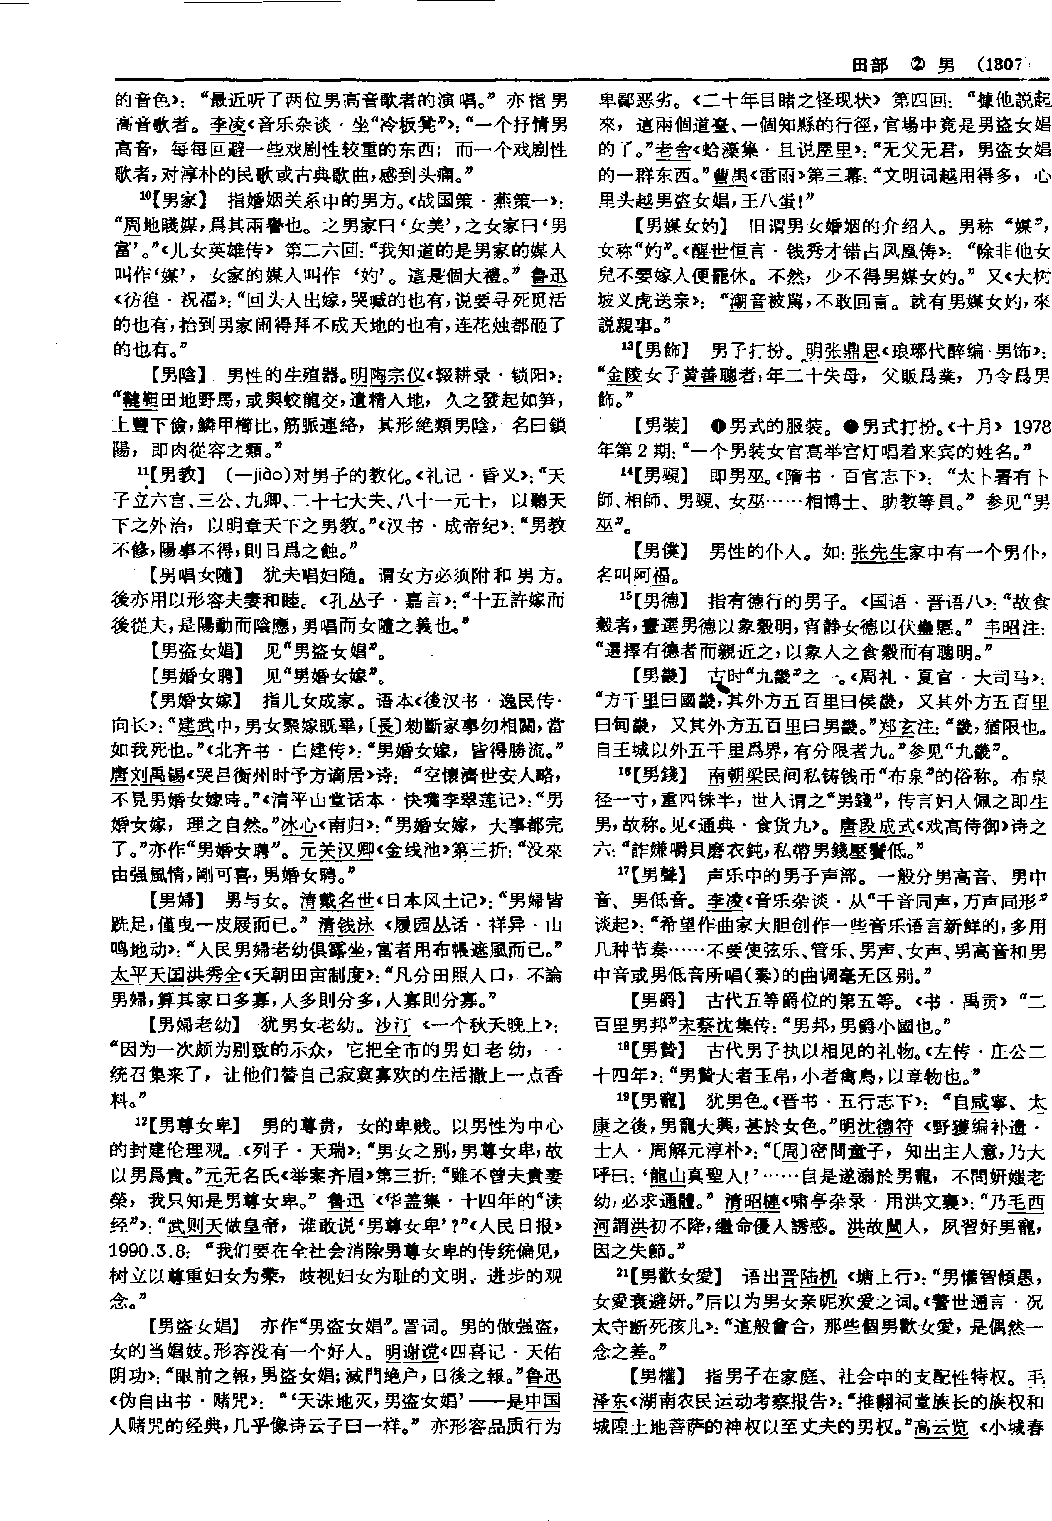 田部 ② 男 (1307)
的音色》：“最近听了两位男高音歌者的演唱。” 亦指男
高音歌者。李凌《音乐杂谈·坐“冷板凳”》：“一个抒情男
高音，每每回避一些戏剧性较重的东西；而一个戏剧性
歌者，对淳朴的民歌或古典歌曲，感到头痛。”
10【男家】 指婚姻关系中的男方。《战国策·燕策一》：
“周地賤媒，爲其兩譽也。之男家曰‘女美’，之女家曰‘男
富’。”《儿女英雄传》第二六回：“我知道的是男家的媒人
叫作‘媒’，女家的媒人叫作‘妁’。這是個大禮。” 鲁迅
《彷徨·祝福》：“回头人出嫁，哭喊的也有，说要寻死觅活
的也有，抬到男家闹得拜不成天地的也有，连花烛都砸了
的也有。”
【男陰】 男性的生殖器。明陶宗仪《辍耕录·锁阳》：
“韃靼田地野馬，或與蛟龍交，遺精入地，久之發起如笋，
上豐下儉，鱗甲櫛比，筋脈連絡，其形絶類男陰，名曰鎖
陽，即肉從容之類。”
11【男教】 (—jiào)对男子的教化。《礼记·昏义》：“天
子立六官、三公、九卿、二十七大夫、八十一元士，以聽天
下之外治，以明章天下之男教。”《汉书·成帝纪》：“男教
不修，陽事不得，則日爲之蝕。”
【男唱女隨】 犹夫唱妇随。谓女方必须附和男方。
後亦用以形容夫妻和睦。《孔丛子·嘉言》：“十五許嫁而
後從夫，是陽動而陰應，男唱而女隨之義也。”
【男盗女娼】 见“男盗女娼”。
【男婚女聘】 见“男婚女嫁”。
【男婚女嫁】 指儿女成家。语本《後汉书·逸民传·
向长》：“建武中，男女娶嫁既畢，〔長〕勑斷家事勿相關，當
如我死也。”《北齐书·亡建传》：“男婚女嫁，皆得勝流。”
唐刘禹锡《哭吕衡州时予方谪居》诗：“空懷濟世安人略，
不見男婚女嫁時。”《清平山堂话本·快嘴李翠莲记》：“男
婚女嫁，理之自然。”冰心《南归》：“男婚女嫁，大事都完
了。”亦作“男婚女聘”。元关汉卿《金线池》第三折：“没來
由强風情，剛可喜，男婚女聘。”
【男婦】 男与女。清戴名世《日本风土记》：“男婦皆
跣足，僅曳一皮屐而已。” 清钱泳《履园丛话·祥异·山
鸣地动》：“人民男婦老幼俱露坐，富者用布帳遮風而已。”
太平天国洪秀全《天朝田亩制度》：“凡分田照人口，不論
男婦，算其家口多寡，人多則分多，人寡則分寡。”
【男婦老幼】 犹男女老幼。沙汀《一个秋天晚上》：
“因为一次颇为别致的示众，它把全市的男妇老幼，一
统召集来了，让他们替自己寂寞寡欢的生活撒上一点香
料。”
12【男尊女卑】 男的尊贵，女的卑贱。以男性为中心
的封建伦理观。《列子·天瑞》：“男女之别，男尊女卑，故
以男爲貴。”元无名氏《举案齐眉》第三折：“雖不曾夫貴妻
榮，我只知是男尊女卑。” 鲁迅《华盖集·十四年的“读
经”》：“武则天做皇帝，谁敢说‘男尊女卑’？”《人民日报》
1990.3.8：“我们要在全社会消除男尊女卑的传统偏见，
树立以尊重妇女为荣，歧视妇女为耻的文明、进步的观
念。”
【男盗女娼】 亦作“男盗女娼”。詈词。男的做强盗，
女的当娼妓。形容没有一个好人。明谢谠《四喜记·天佑
阴功》：“眼前之報，男盗女娼；滅門绝户，日後之報。”鲁迅
《伪自由书·赌咒》：“‘天诛地灭，男盗女娼’——是中国
人赌咒的经典，几乎像诗云子曰一样。” 亦形容品质行为
卑鄙恶劣。《二十年目睹之怪现状》第四回：“據他説起
來，這兩個道臺、一個知縣的行徑，官場中竟是男盗女娼
的了。”老舍《蛤藻集·且说屋里》：“无父无君，男盗女娼
的一群东西。”曹禺《雷雨》第三幕：“文明词越用得多，心
里头越男盗女娼，王八蛋！”
【男媒女妁】 旧谓男女婚姻的介绍人。男称“媒”，
女称“妁”。《醒世恒言·钱秀才错占凤凰俦》：“除非他女
兒不要嫁人便罷休。不然，少不得男媒女妁。” 又《大树
坡义虎送亲》：“潮音被駡，不敢回言。就有男媒女妁，來
説親事。”
13【男飾】 男子打扮。明张鼎思《琅琊代醉编·男饰》：
“金陵女子黄善聰者，年二十失母，父販爲業，乃令爲男
飾。”
【男装】 ❶男式的服装。❷男式打扮。《十月》1978
年第2期：“一个男装女官高举宫灯唱着来宾的姓名。”
14【男覡】 即男巫。《隋书·百官志下》：“太卜署有卜
師、相師、男覡、女巫……相博士、助教等員。” 参见“男
巫”。
【男僕】 男性的仆人。如：张先生家中有一个男仆，
名叫阿福。
15【男德】 指有德行的男子。《国语·晋语八》：“故食
穀者，晝選男德以象穀明，宵静女德以伏蠱慝。” 韦昭注：
“選擇有德者而親近之，以象人之食穀而有聰明。”
【男畿】 古时“九畿”之一。《周礼·夏官·大司马》：
“方千里曰國畿，其外方五百里曰侯畿，又其外方五百里
曰甸畿，又其外方五百里曰男畿。”郑玄注：“畿，猶限也。
自王城以外五千里爲界，有分限者九。”参见“九畿”。
16【男錢】 南朝梁民间私铸钱币“布泉”的俗称。布泉
径一寸，重四铢半，世人谓之“男錢”，传言妇人佩之即生
男，故称。见《通典·食货九》。唐段成式《戏高侍御》诗之
六：“詐嫌嚼貝磨衣鈍，私帶男錢壓鬢低。”
17【男聲】 声乐中的男子声部。一般分男高音、男中
音、男低音。李凌《音乐杂谈·从“千音同声，万声同形”
谈起》：“希望作曲家大胆创作一些音乐语言新鲜的，多用
几种节奏……不要使弦乐、管乐、男声、女声、男高音和男
中音或男低音所唱(奏)的曲调毫无区别。”
【男爵】 古代五等爵位的第五等。《书·禹贡》“二
百里男邦”宋蔡沈集传：“男邦，男爵小國也。”
18【男贄】 古代男子执以相见的礼物。《左传·庄公二
十四年》：“男贄大者玉帛，小者禽鳥，以章物也。”
19【男寵】 犹男色。《晋书·五行志下》：“自咸寧、太
康之後，男寵大興，甚於女色。”明沈德符《野獲编补遗·
士人·周解元淳朴》：“〔周〕密問童子，知出主人意，乃大
呼曰：‘龍山真聖人！’……自是遂溺於男寵，不問妍媸老
幼，必求通體。” 清昭槤《啸亭杂录·用洪文襄》：“乃毛西
河謂洪初不降，繼命優人誘惑。洪故閩人，夙習好男寵，
因之失節。”
21【男歡女愛】 语出晋陆机《塘上行》：“男懽智傾愚，
女愛衰避妍。”后以为男女亲昵欢爱之词。《警世通言·况
太守断死孩儿》：“這般會合，那些個男歡女愛，是偶然一
念之差。”
【男權】 指男子在家庭、社会中的支配性特权。毛
泽东《湖南农民运动考察报告》：“推翻祠堂族长的族权和
城隍土地菩萨的神权以至丈夫的男权。”高云览《小城春